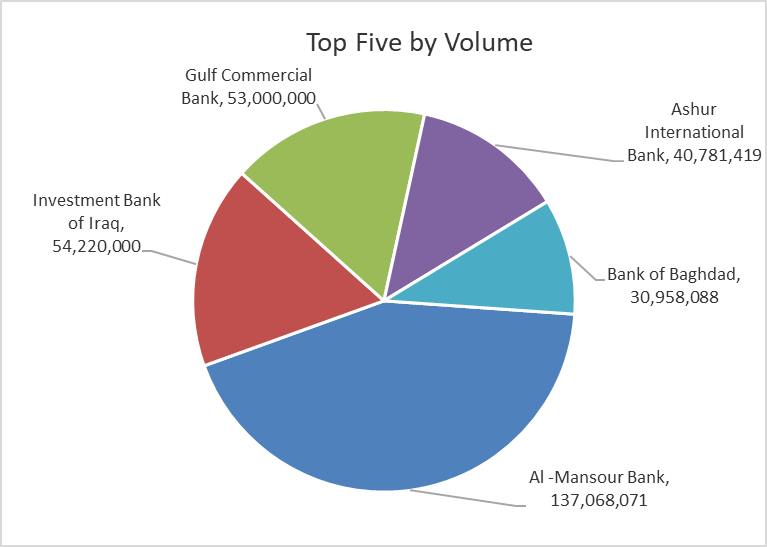 Top Five by Volume
Gulf Commercial
Bank, 53,000,000
Ashur
International
Bank, 40,781,419
Investment Bank
of Iraq,
54,220,000
Bank of Baghdad,
30,958,088
Al -Mansour Bank,
137,068,071